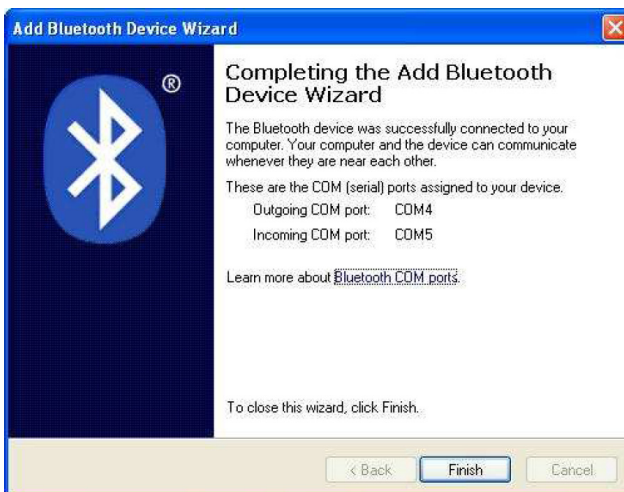 Add Bluetooth Device Wizard
®
Completing the Add Bluetooth
Device Wizard
The Bluetooth device was successfully connected to your
computer. Your computer and the device can communicate
whenever they are near each other.
These are the COM (serial) ports assigned to your device.
Outgoing COM port: COM4
Incoming COM port: COM5
Learn more about Bluetooth COM ports.
To close this wizard, click Finish.
< Back Finish Cancel